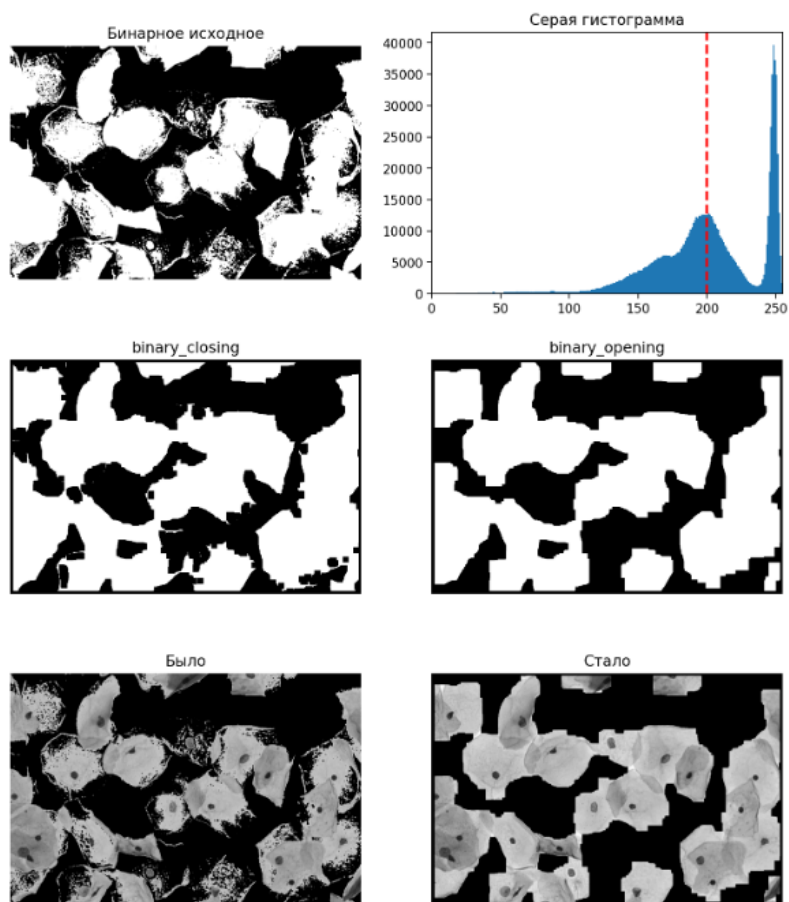 Бинарное исходное
Серая гистограмма
40000
35000
30000
25000
20000
15000
10000
5000
0
0 50 100 150 200 250
binary_closing
binary_opening
Было
Стало